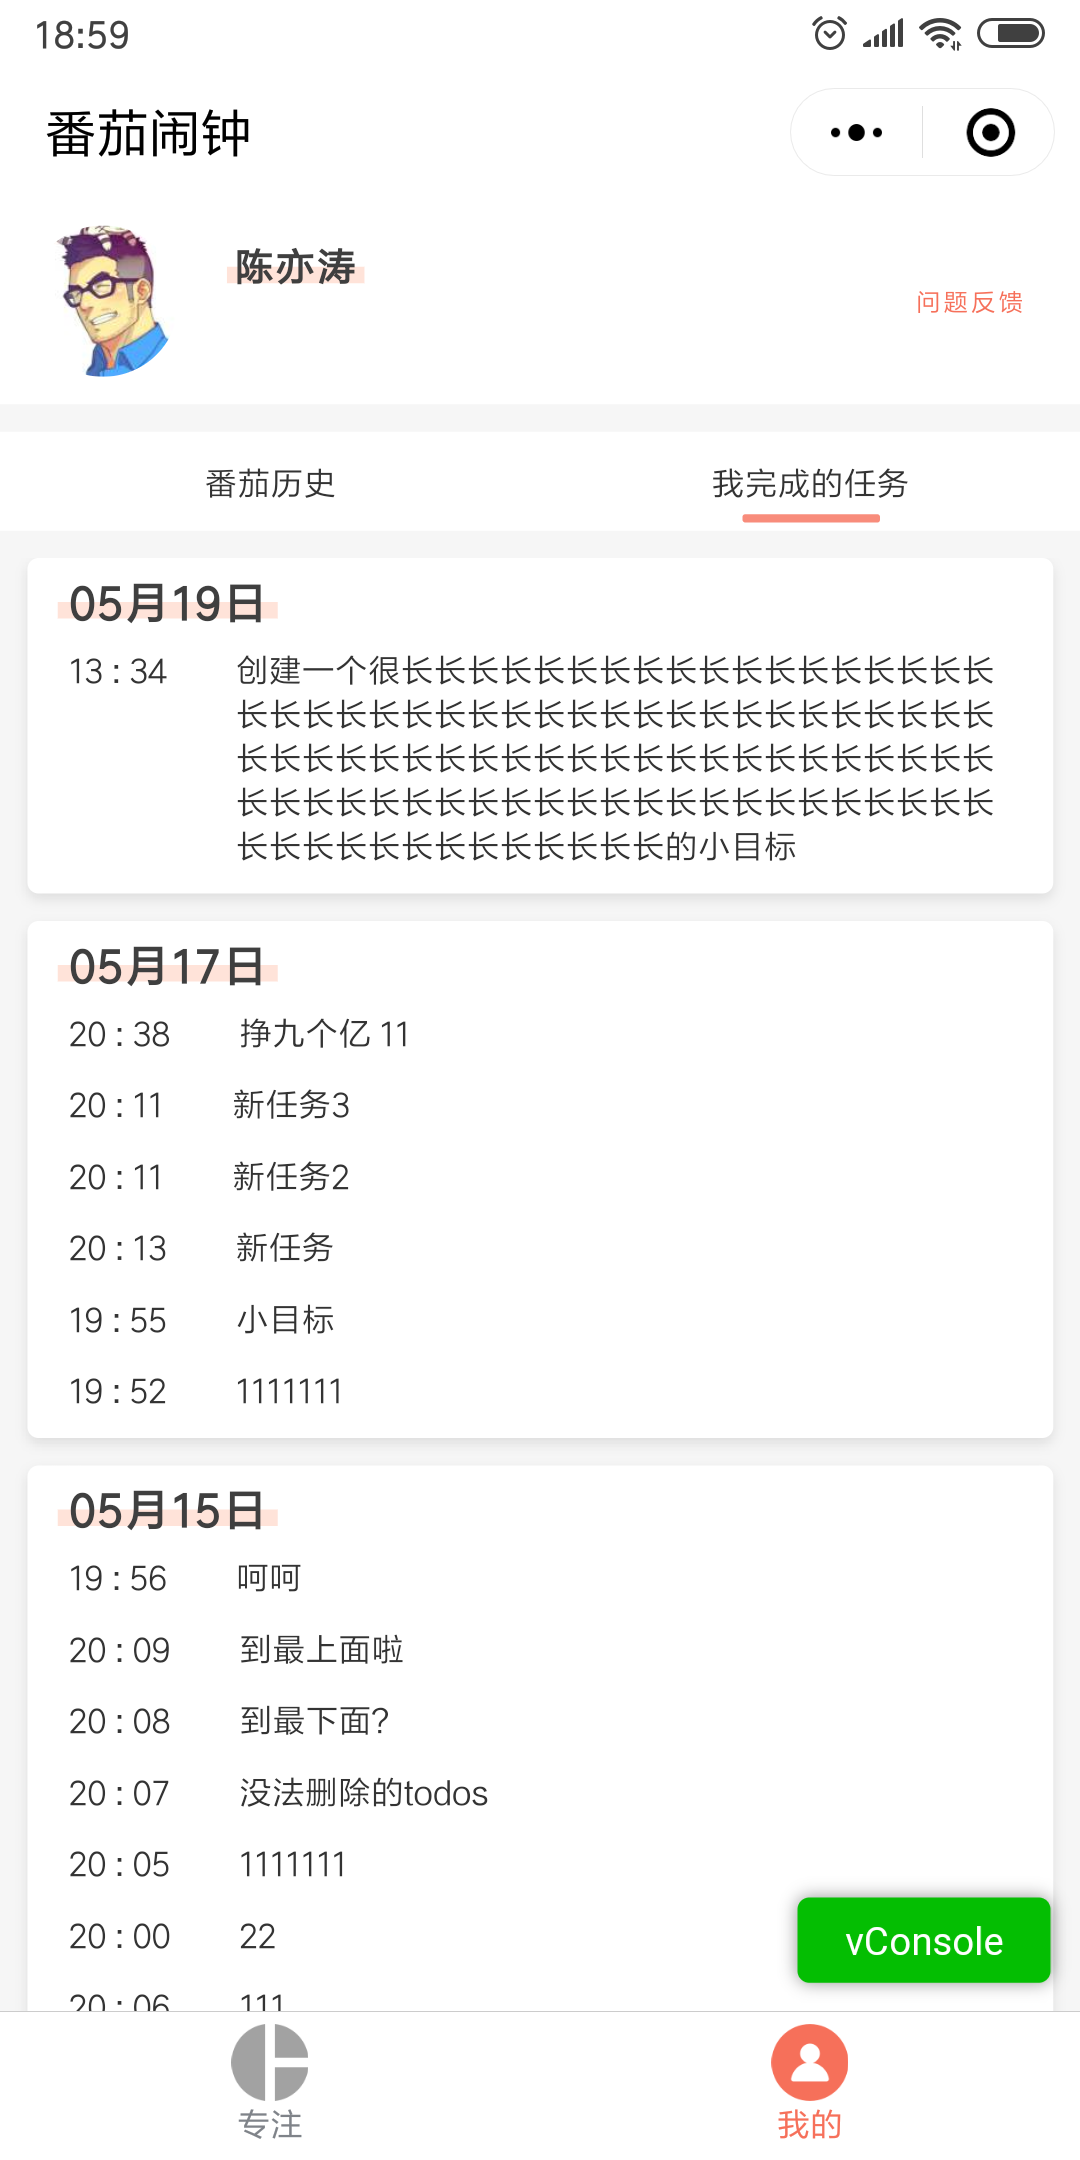 18:59
番茄闹钟
陈亦涛
问题反馈
番茄历史 我完成的任务
05月19日
13 : 34 创建一个很长长长长长长长长长长长长长长长长长长
长长长长长长长长长长长长长长长长长长长长长长长
长长长长长长长长长长长长长长长长长长长长长长长
长长长长长长长长长长长长长长长长长长长长长长长
长长长长长长长长长长长长长的小目标
05月17日
20 : 38 挣九个亿 11
20 : 11 新任务3
20 : 11 新任务2
20 : 13 新任务
19 : 55 小目标
19 : 52 1111111
05月15日
19 : 56 呵呵
20 : 09 到最上面啦
20 : 08 到最下面?
20 : 07 没法删除的todos
20 : 05 1111111
20 : 00 22
vConsole
20 : 06 111
专注 我的